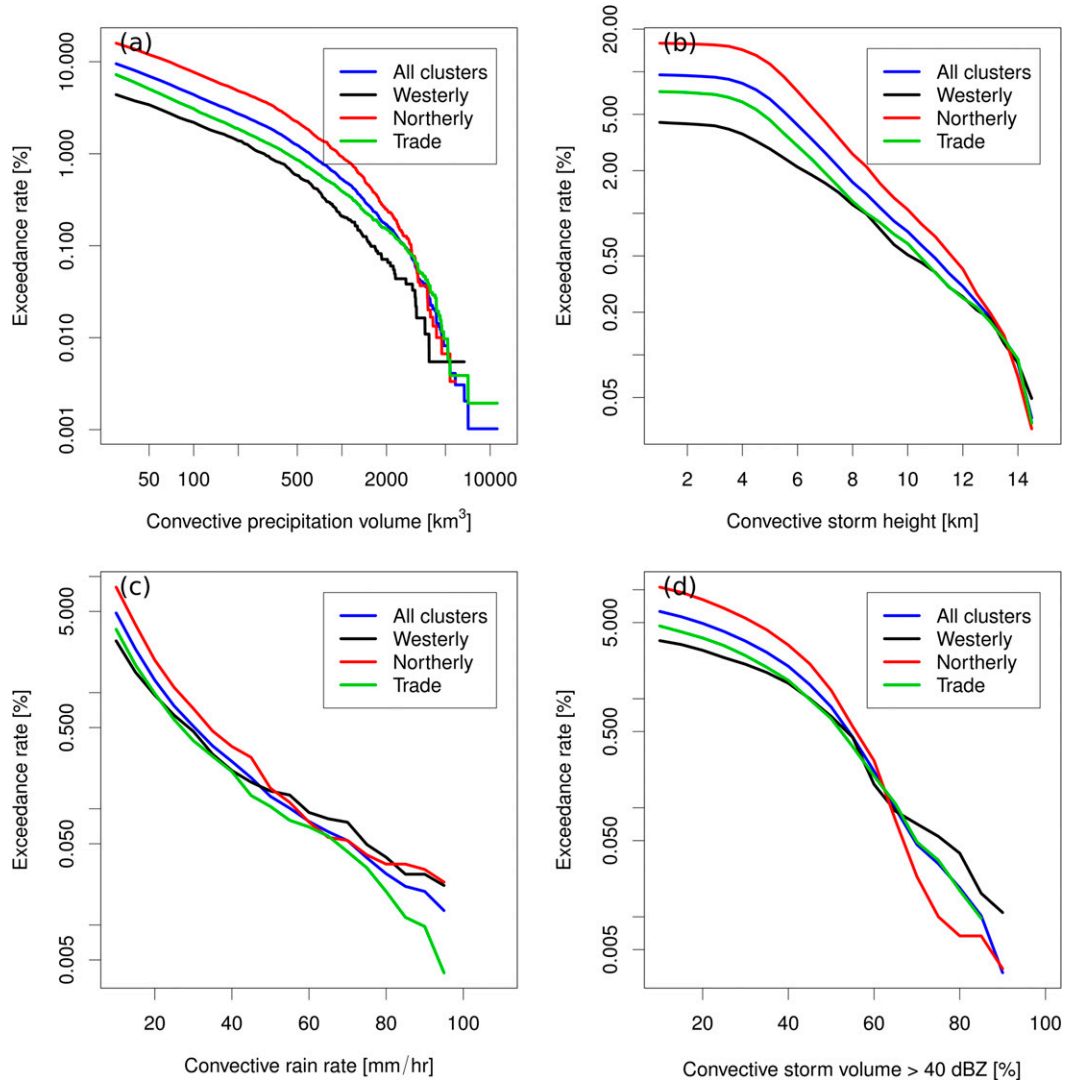 (a)
All clusters
Westerly
Northerly
Trade
Exceedance rate [%]
10.000
1.000
0.100
0.010
0.001
50 100 500 2000 10000
Convective precipitation volume [km³]
(b)
All clusters
Westerly
Northerly
Trade
Exceedance rate [%]
20.00
5.00
2.00
0.50
0.20
0.05
2 4 6 8 10 12 14
Convective storm height [km]
(c)
All clusters
Westerly
Northerly
Trade
Exceedance rate [%]
5.000
0.500
0.050
0.005
20 40 60 80 100
Convective rain rate [mm/hr]
(d)
All clusters
Westerly
Northerly
Trade
Exceedance rate [%]
5.000
0.500
0.050
0.005
20 40 60 80 100
Convective storm volume > 40 dBZ [%]